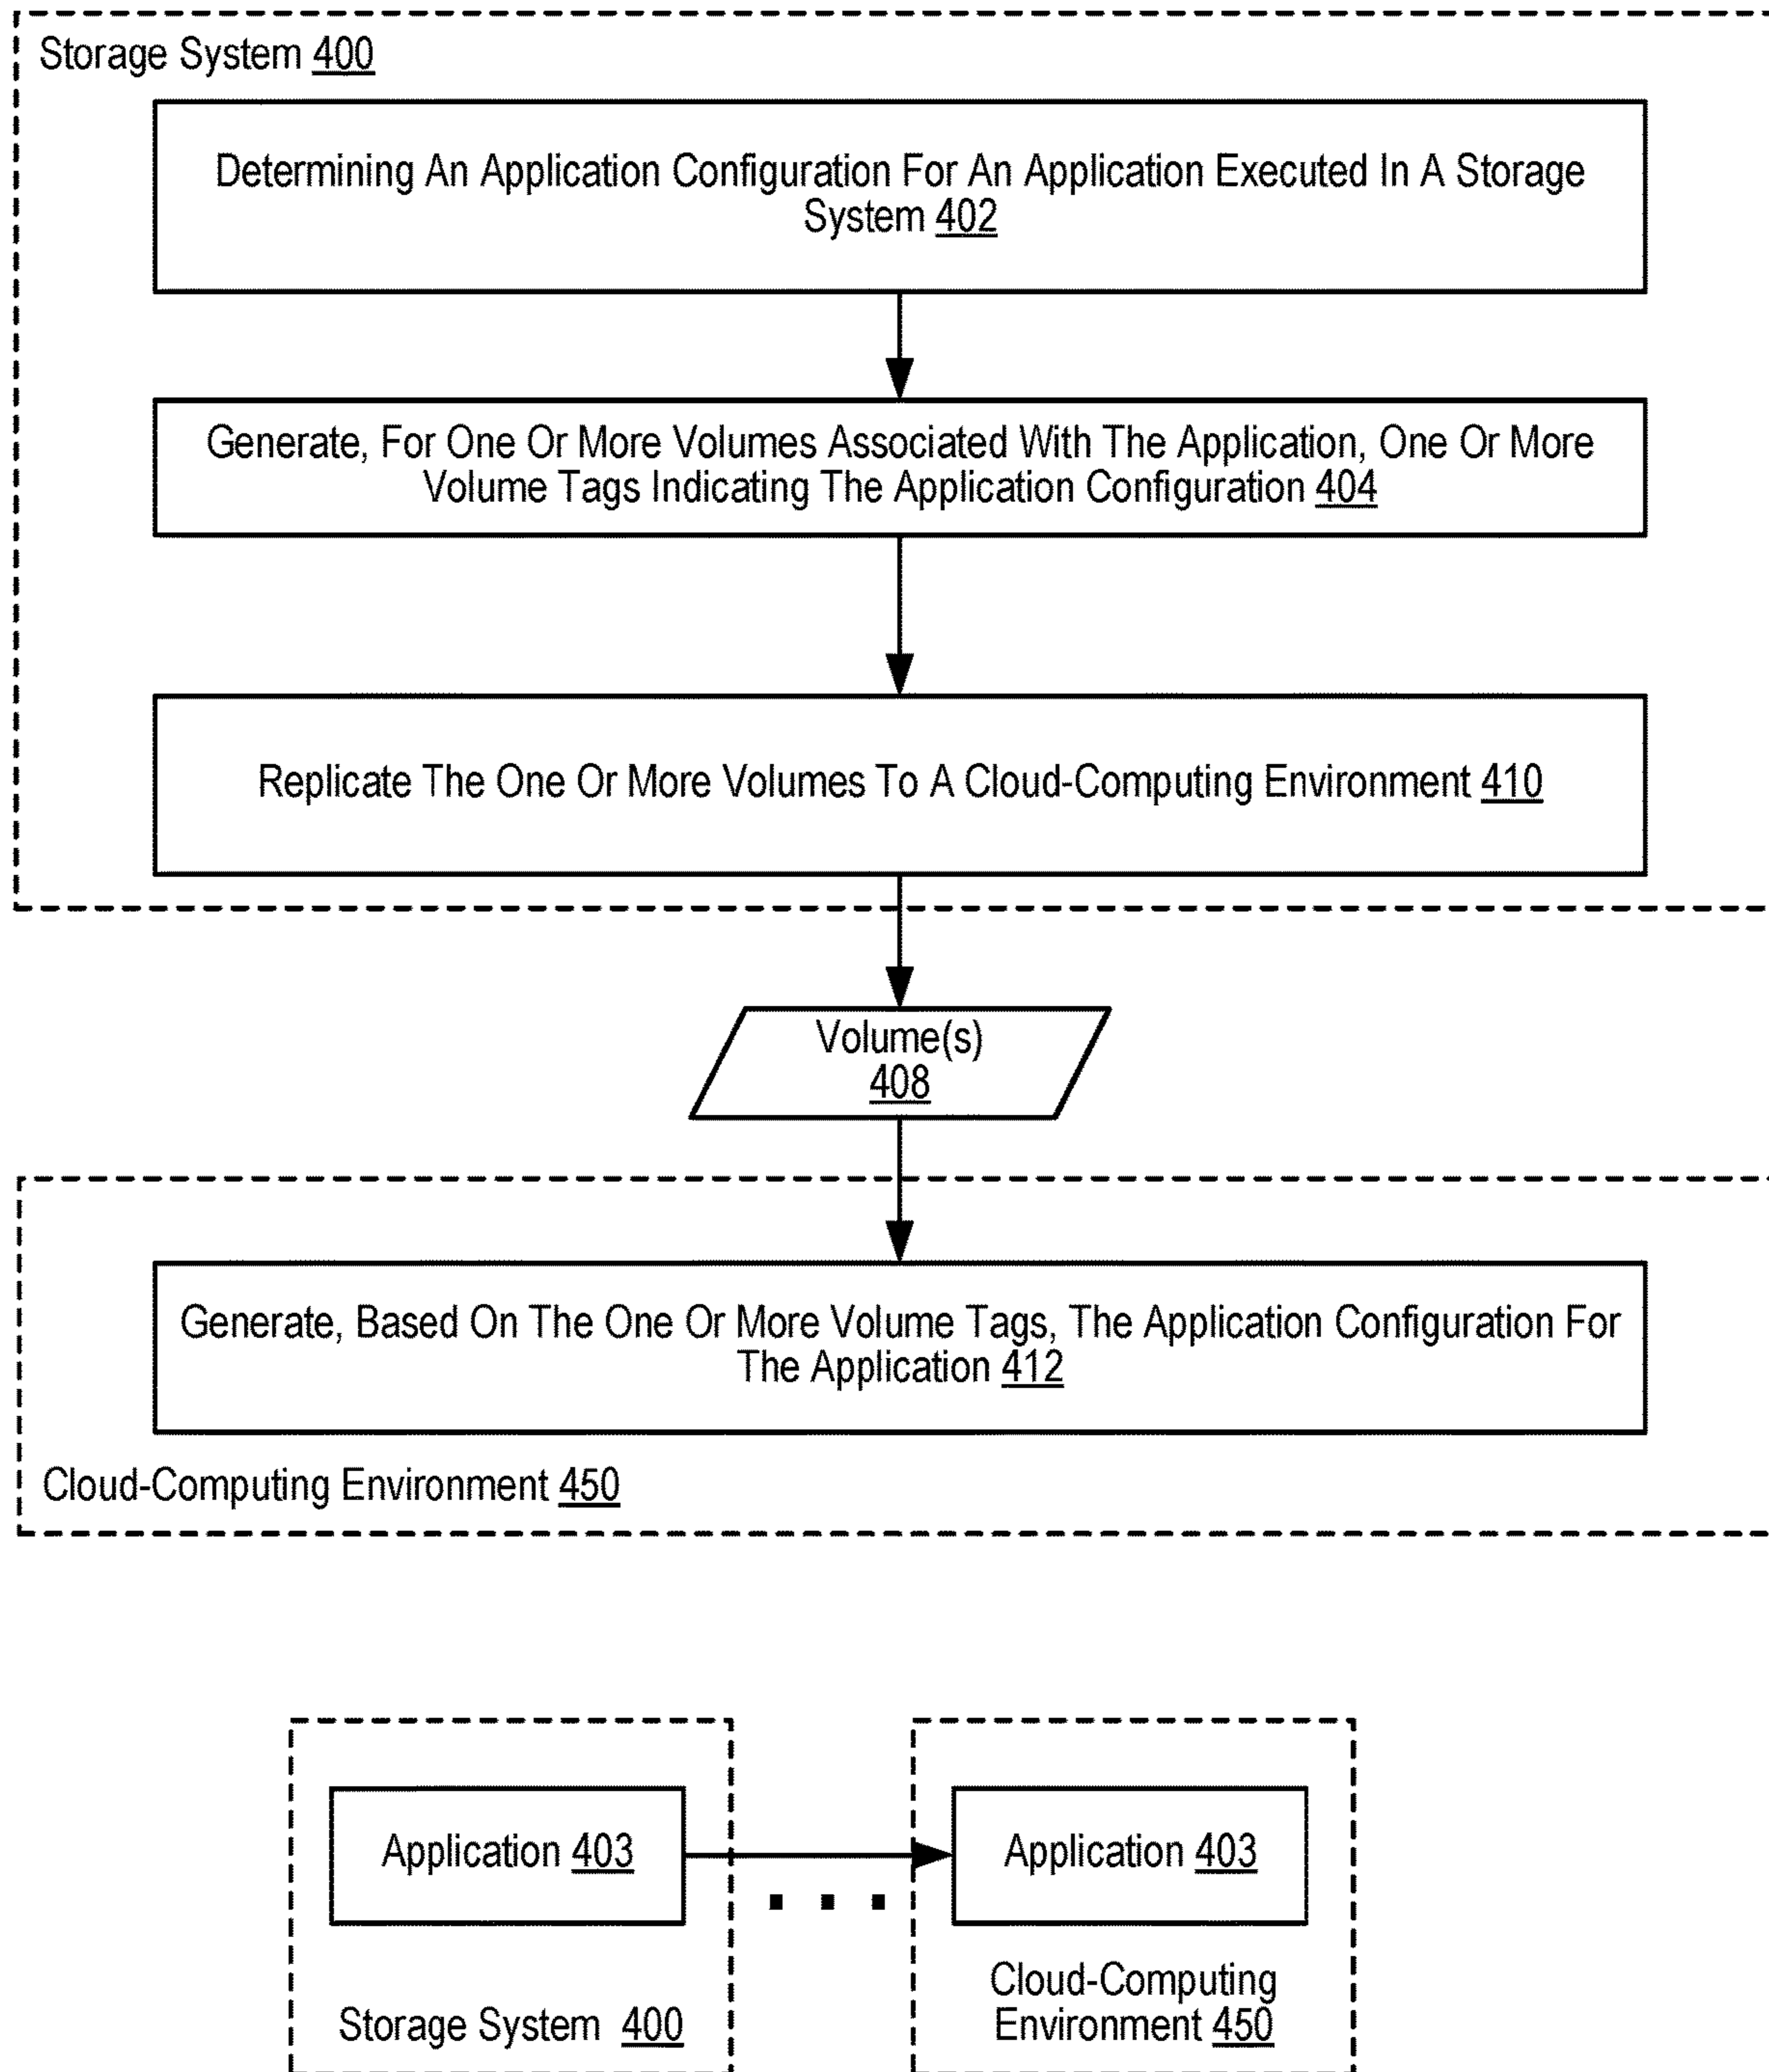 Storage System 400
Determining An Application Configuration For An Application Executed In A Storage
System 402
Generate, For One Or More Volumes Associated With The Application, One Or More
Volume Tags Indicating The Application Configuration 404
Replicate The One Or More Volumes To A Cloud-Computing Environment 410
Volume(s)
408
Generate, Based On The One Or More Volume Tags, The Application Configuration For
The Application 412
Cloud-Computing Environment 450
Application 403
Storage System 400
Application 403
Cloud-Computing
Environment 450